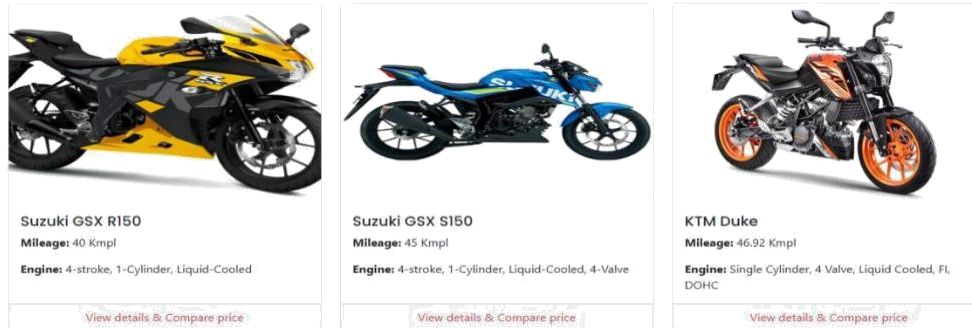 SUZUKI
Suzuki GSX R150
Mileage: 40 Kmpl
Engine: 4-stroke, 1-Cylinder, Liquid-Cooled
View details & Compare price
Suzuki GSX S150
Mileage: 45 Kmpl
Engine: 4-stroke, 1-Cylinder, Liquid-Cooled, 4-Valve
View details & Compare price
KTM Duke
Mileage: 46.92 Kmpl
Engine: Single Cylinder, 4 Valve, Liquid Cooled, FI,
DOHC
View details & Compare price